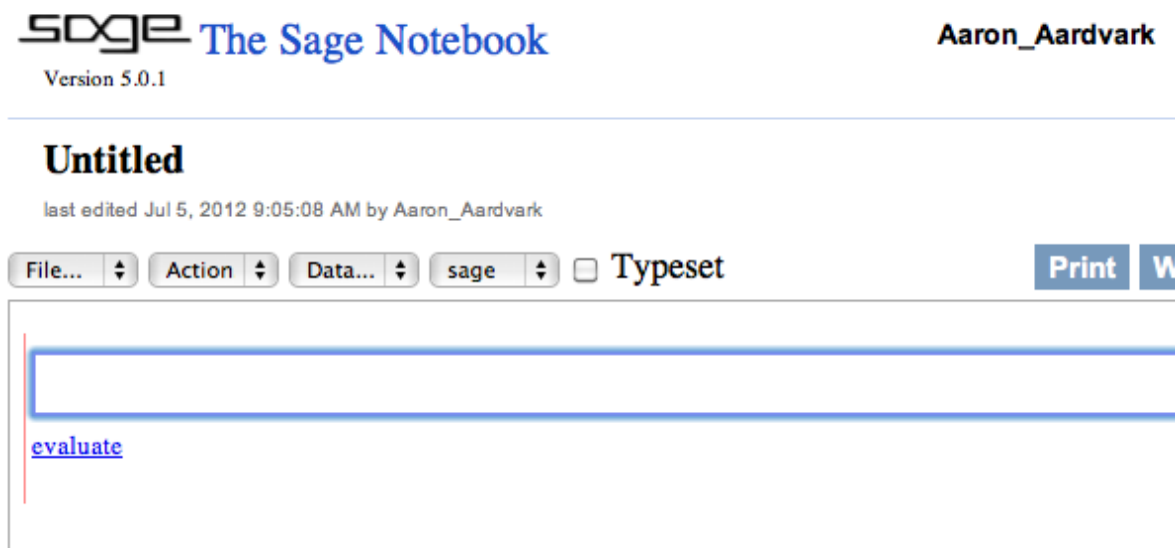 sage The Sage Notebook Aaron_Aardvark
Version 5.0.1
Untitled
last edited Jul 5, 2012 9:05:08 AM by Aaron_Aardvark
File... Action Data... sage Typeset Print W
evaluate